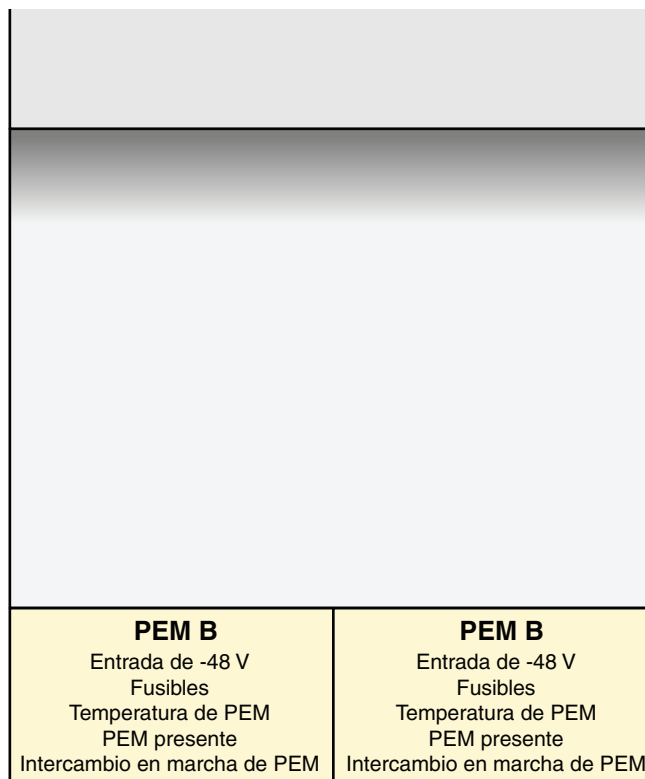 PEM B
Entrada de -48 V
Fusibles
Temperatura de PEM
PEM presente
Intercambio en marcha de PEM
PEM B
Entrada de -48 V
Fusibles
Temperatura de PEM
PEM presente
Intercambio en marcha de PEM